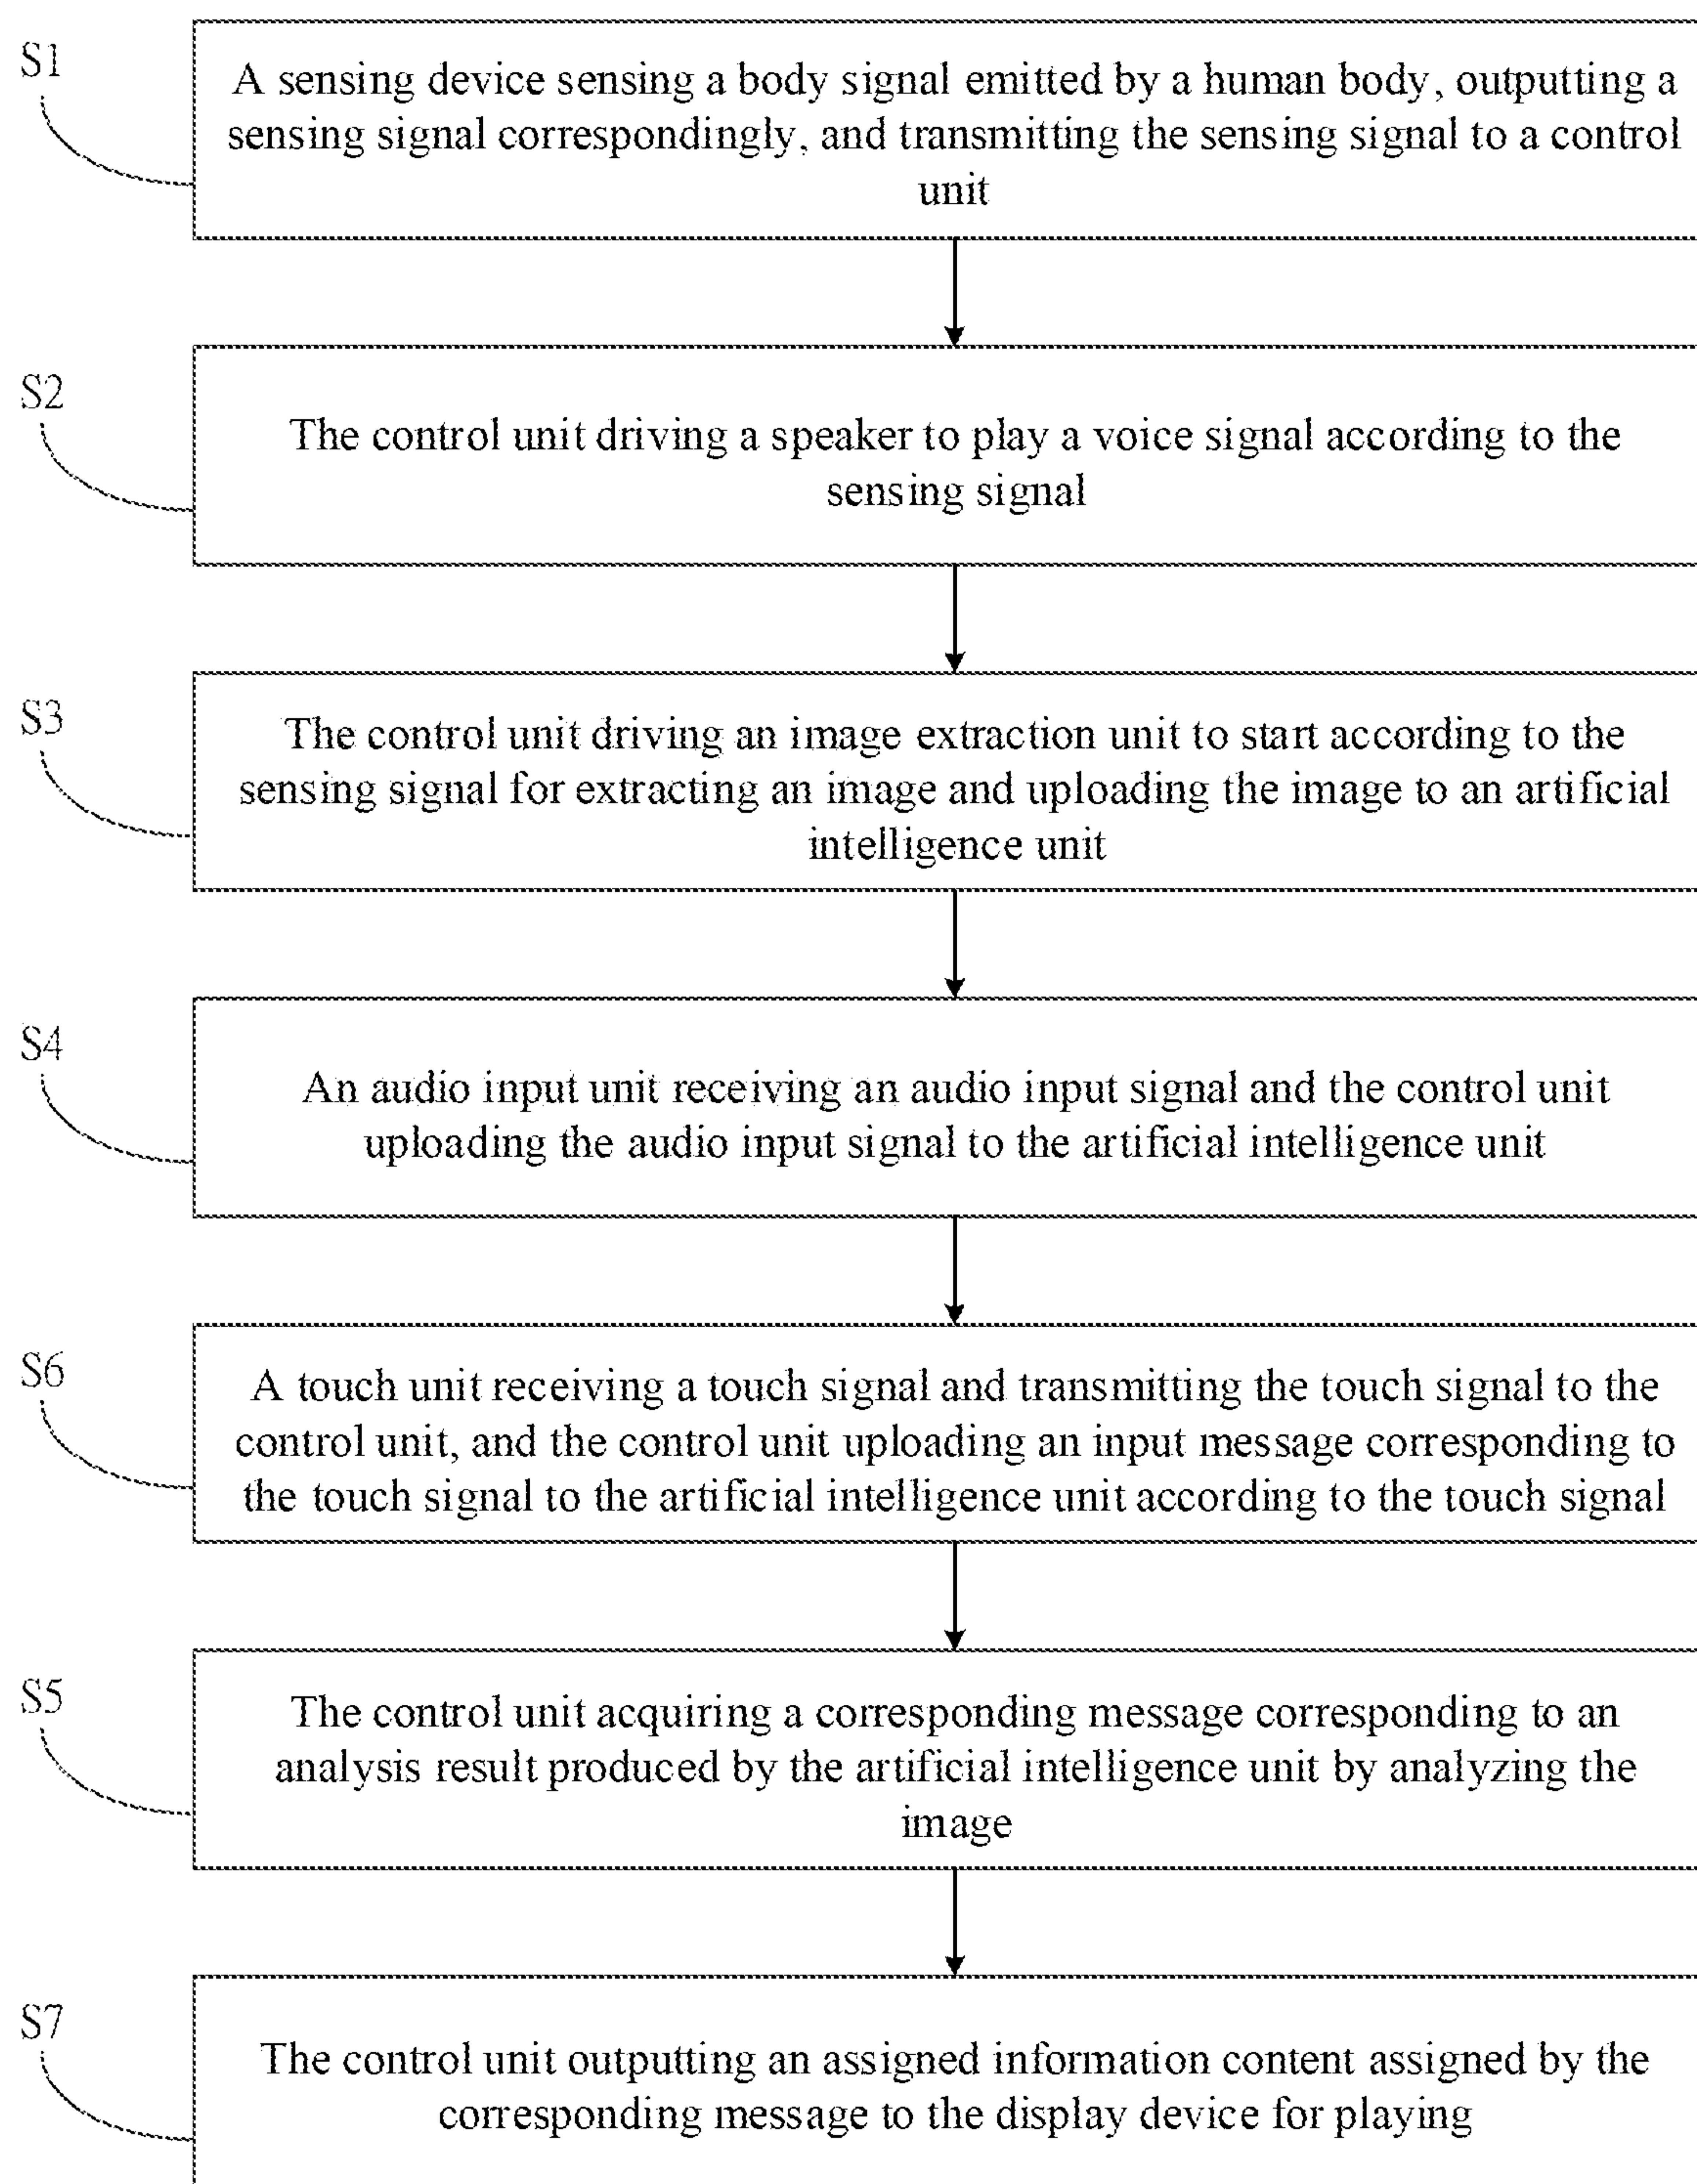 S1
A sensing device sensing a body signal emitted by a human body, outputting a
sensing signal correspondingly, and transmitting the sensing signal to a control
unit
S2
The control unit driving a speaker to play a voice signal according to the
sensing signal
S3
The control unit driving an image extraction unit to start according to the
sensing signal for extracting an image and uploading the image to an artificial
intelligence unit
S4
An audio input unit receiving an audio input signal and the control unit
uploading the audio input signal to the artificial intelligence unit
S6
A touch unit receiving a touch signal and transmitting the touch signal to the
control unit, and the control unit uploading an input message corresponding to
the touch signal to the artificial intelligence unit according to the touch signal
S5
The control unit acquiring a corresponding message corresponding to an
analysis result produced by the artificial intelligence unit by analyzing the
image
S7
The control unit outputting an assigned information content assigned by the
corresponding message to the display device for playing